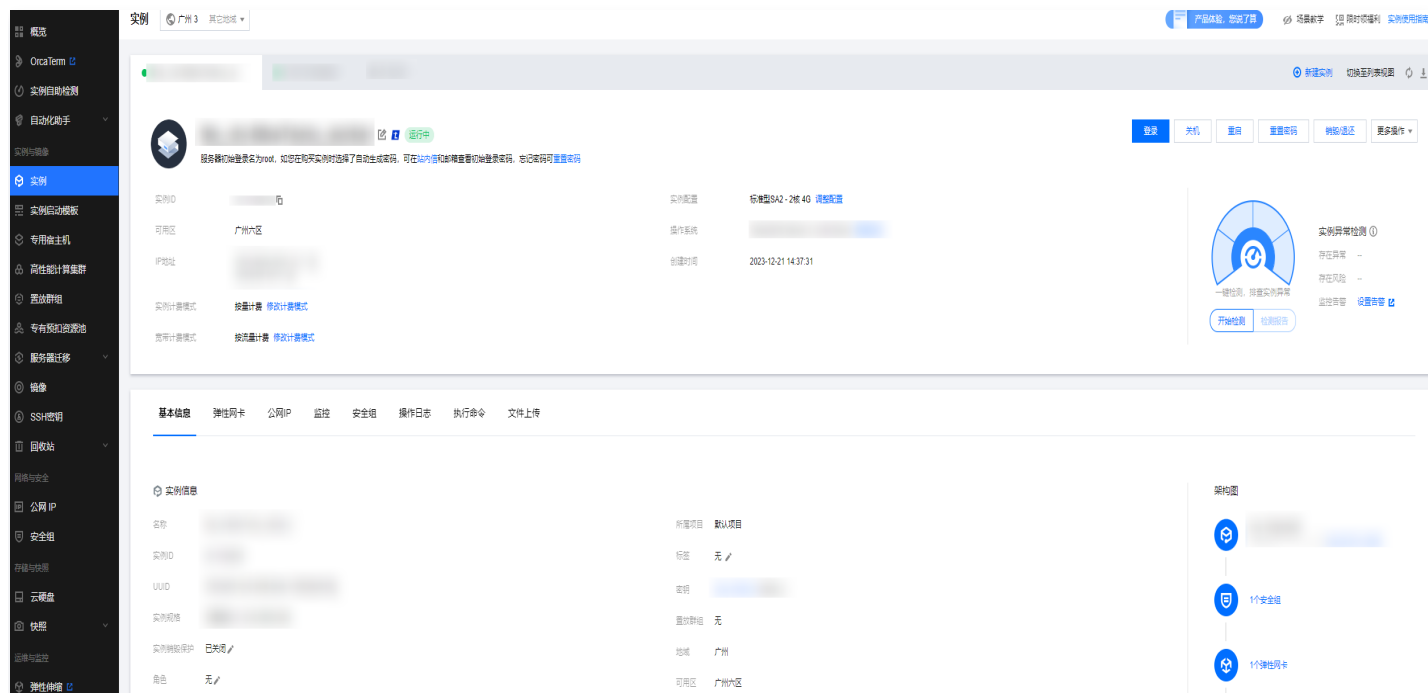 实例 广州 3 其它地域 产品体验，您说了算 场景教学 限时领福利 实例使用指南
概览
OrcaTerm
实例自助检测
自动化助手
实例与镜像
实例
实例启动模板
专用宿主机
高性能计算集群
置放群组
专有预扣资源池
服务器迁移
镜像
SSH密钥
回收站
网络与安全
公网 IP
安全组
存储与快照
云硬盘
快照
运维与监控
弹性伸缩
新建实例 切换至列表视图
运行中
登录 关机 重启 重置密码 销毁/退还 更多操作
服务器初始登录名为root，如您在购买实例时选择了自动生成密码，可在站内信和邮箱查看初始登录密码，忘记密码可重置密码
实例ID
实例配置 标准型SA2 - 2核 4G 调整配置
可用区 广州六区
操作系统
IP地址
创建时间 2023-12-21 14:37:31
实例计费模式 按量计费 修改计费模式
宽带计费模式 按流量计费 修改计费模式
一键检测，排查实例异常
开始检测 检测报告
实例异常检测
存在异常 --
存在风险 --
监控告警 设置告警
基本信息 弹性网卡 公网IP 监控 安全组 操作日志 执行命令 文件上传
实例信息
名称
实例ID
UUID
实例规格
实例销毁保护 已关闭
角色 无
所属项目 默认项目
标签 无
密钥
置放群组 无
地域 广州
可用区 广州六区
架构图
1个安全组
1个弹性网卡